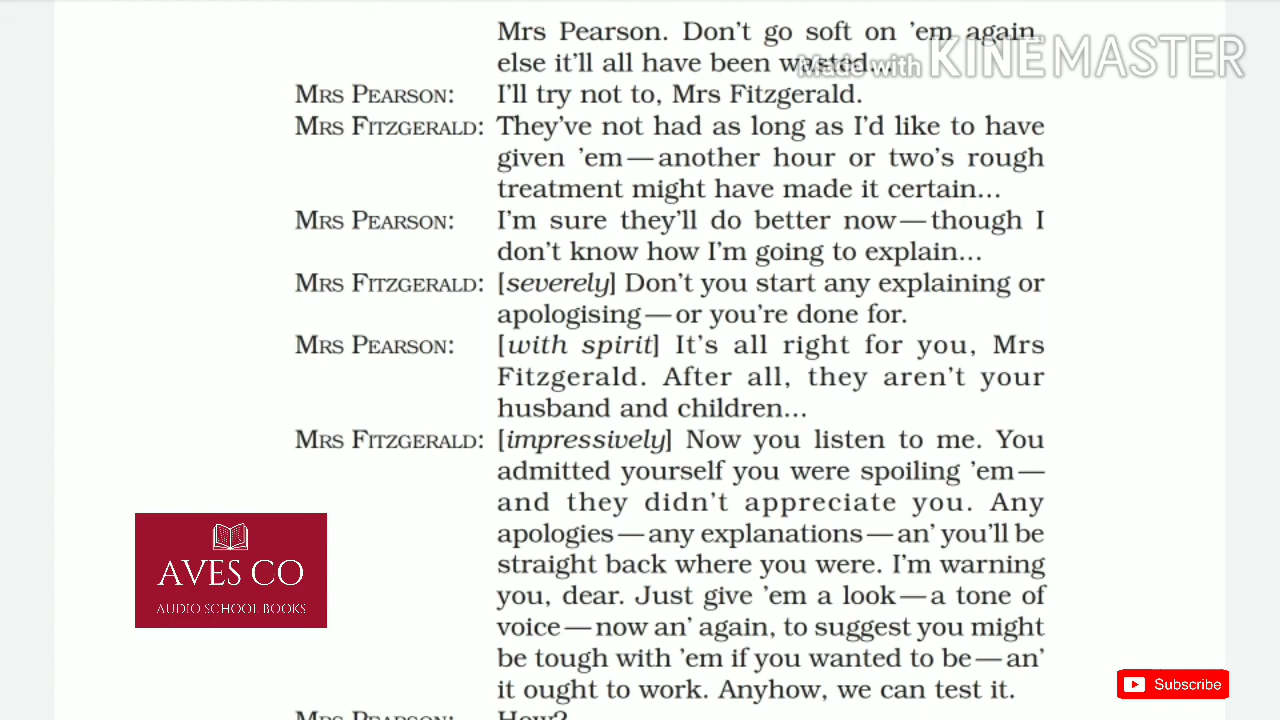 Mrs Pearson. Don't go soft on 'em again,
else it'll all have been wasted...
Made with KINEMASTER
MRS PEARSON: I'll try not to, Mrs Fitzgerald.
MRS FITZGERALD: They've not had as long as I'd like to have
given 'em—another hour or two's rough
treatment might have made it certain...
MRS PEARSON: I'm sure they'll do better now—though I
don't know how I'm going to explain...
MRS FITZGERALD: [severely] Don't you start any explaining or
apologising—or you're done for.
MRS PEARSON: [with spirit] It's all right for you, Mrs
Fitzgerald. After all, they aren't your
husband and children...
MRS FITZGERALD: [impressively] Now you listen to me. You
admitted yourself you were spoiling 'em—
and they didn't appreciate you. Any
apologies—any explanations—an' you'll be
straight back where you were. I'm warning
you, dear. Just give 'em a look—a tone of
voice—now an' again, to suggest you might
be tough with 'em if you wanted to be—an'
it ought to work. Anyhow, we can test it.
MRS PEARSON: How?
AVES CO
AUDIO SCHOOL BOOKS
Subscribe